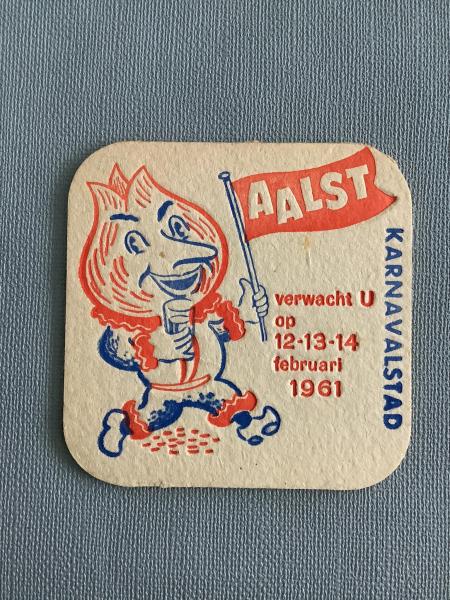 AALST
verwacht U
op
12-13-14
februari
1961
KARNAVALSTAD